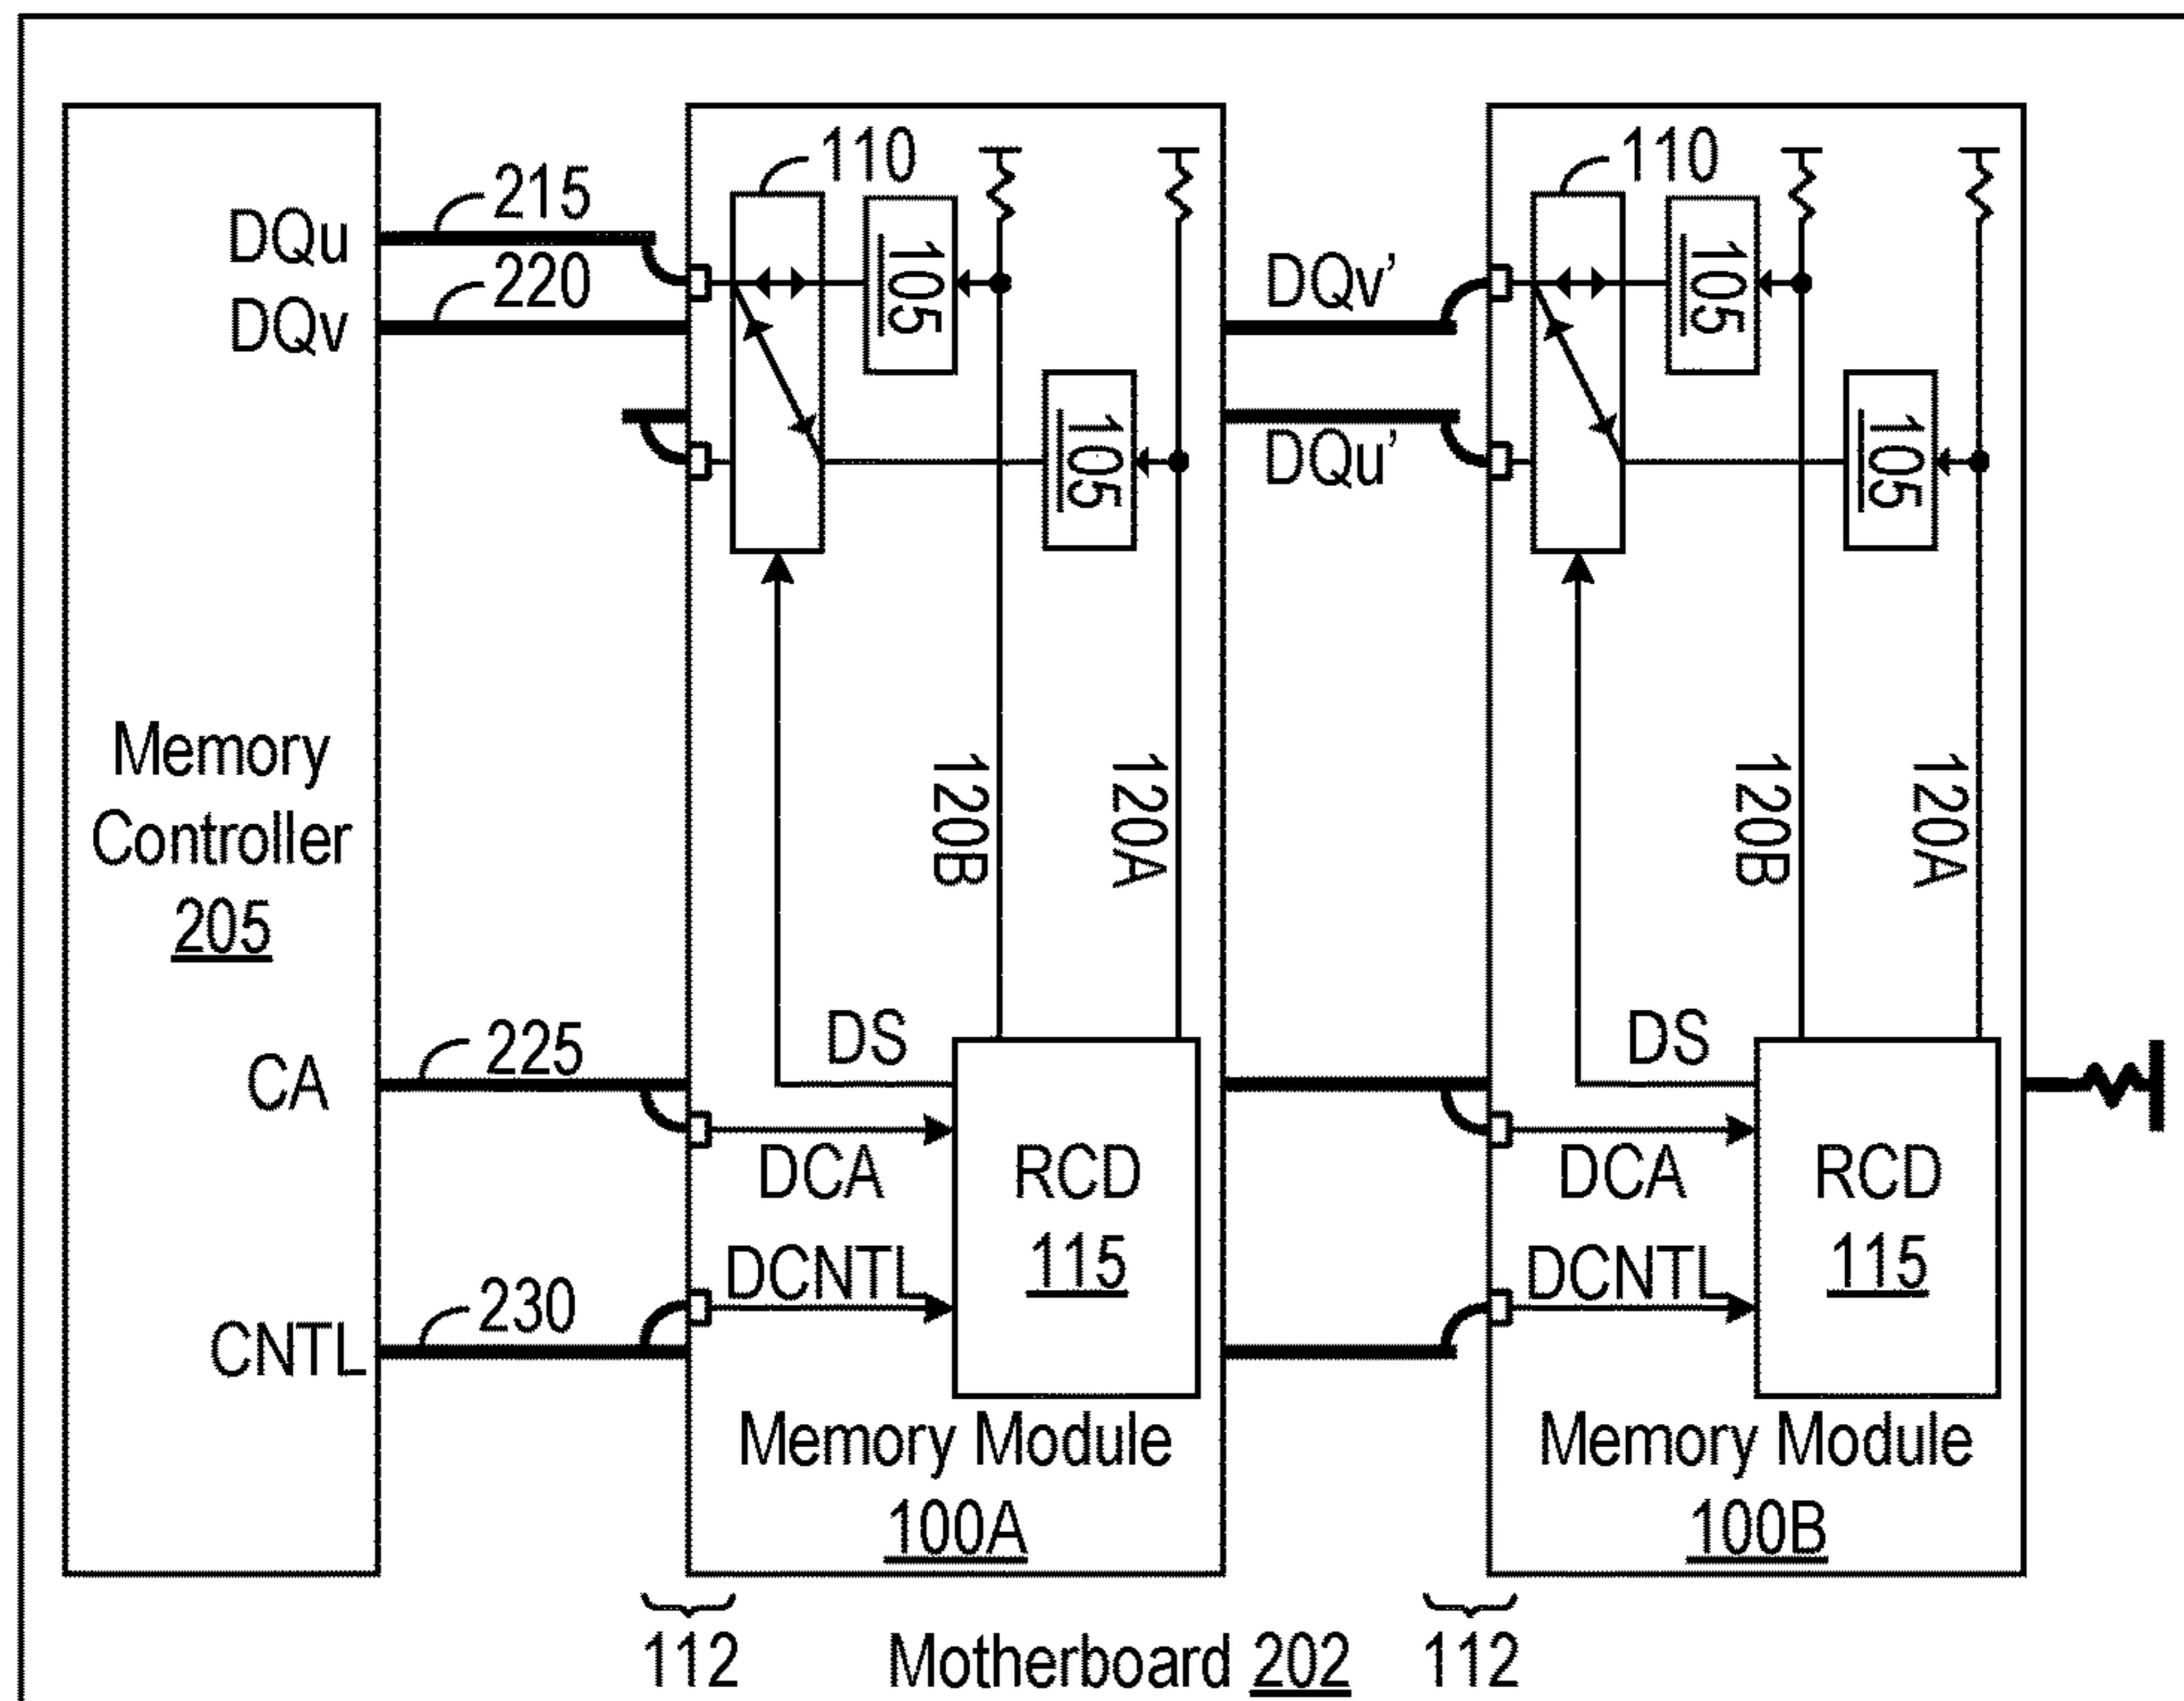 DQu
215
DQv
220
Memory
Controller
205
CA
225
CNTL
230
110
105
105
120B
120A
DS
DCA
DCNTL
RCD
115
Memory Module
100A
DQv’
DQu’
110
105
105
120B
120A
DS
DCA
DCNTL
RCD
115
Memory Module
100B
112
Motherboard 202
112